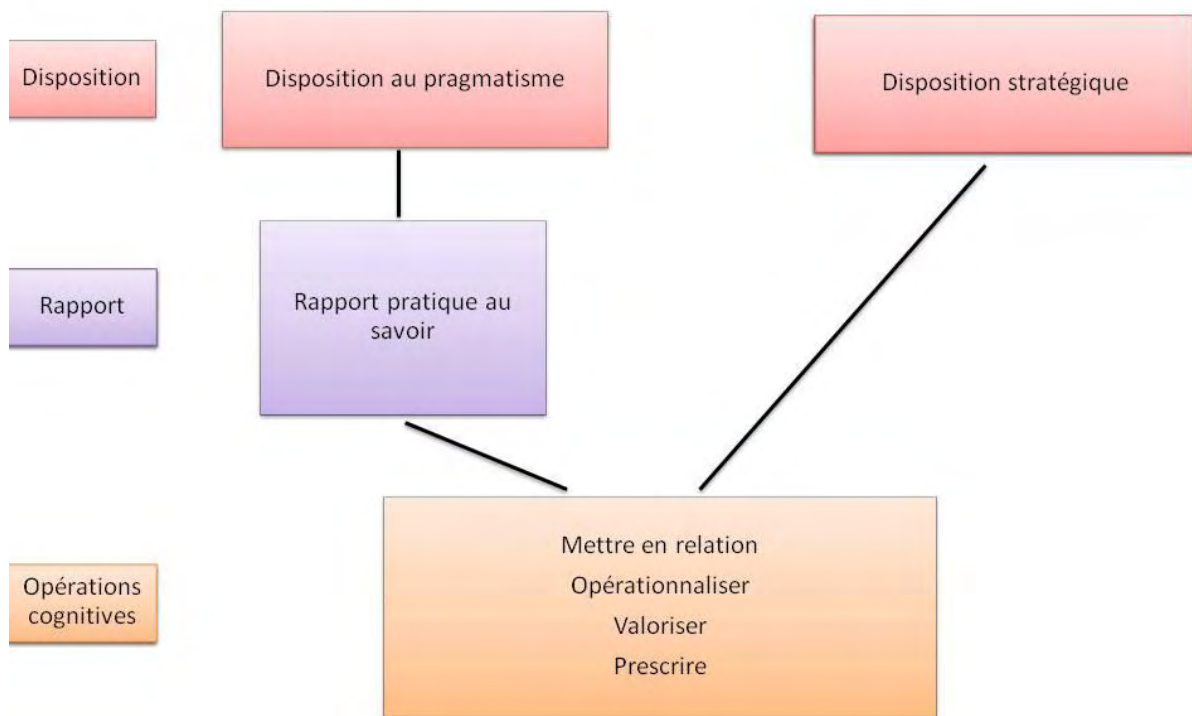 Disposition
Disposition au pragmatisme
Disposition stratégique
Rapport
Rapport pratique au
savoir
Opérations
cognitives
Mettre en relation
Opérationnaliser
Valoriser
Prescrire